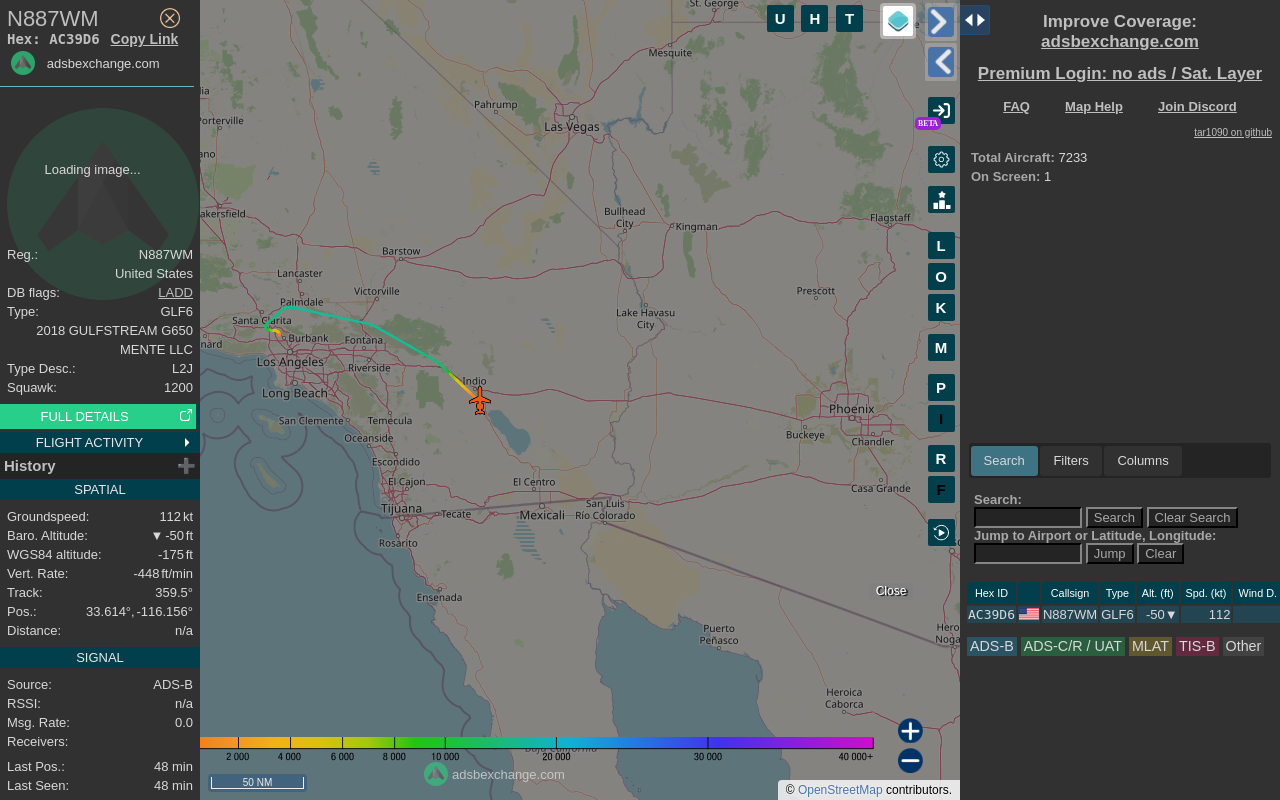 N887WM
Hex: AC39D6 Copy Link
adsbexchange.com
Loading image...
Reg.: N887WM
United States
DB flags: LADD
Type: GLF6
2018 GULFSTREAM G650
MENTE LLC
Type Desc.: L2J
Squawk: 1200
FULL DETAILS
FLIGHT ACTIVITY
History
SPATIAL
Groundspeed: 112 kt
Baro. Altitude: ▼ -50 ft
WGS84 altitude: -175 ft
Vert. Rate: -448 ft/min
Track: 359.5°
Pos.: 33.614°, -116.156°
Distance: n/a
SIGNAL
Source: ADS-B
RSSI: n/a
Msg. Rate: 0.0
Receivers:
Last Pos.: 48 min
Last Seen: 48 min
St. George
Mesquite
Pahrump
Las Vegas
Porterville
Bullhead
City
Kingman
Flagstaff
Barstow
Lancaster
Victorville
Palmdale
Prescott
Santa Clarita
Lake Havasu
City
Burbank
Fontana
Los Angeles
Riverside
Indio
Long Beach
Phoenix
San Clemente
Temecula
Buckeye
Chandler
Oceanside
Escondido
El Cajon
El Centro
Casa Grande
San Luis
Río Colorado
Tijuana
Tecate
Mexicali
Rosarito
Ensenada
Puerto
Peñasco
Heroica
Caborca
Baja California
U H T
BETA
L
O
K
M
P
I
R
F
Close
2 000 4 000 6 000 8 000 10 000 20 000 30 000 40 000+
50 NM
adsbexchange.com
© OpenStreetMap contributors.
Improve Coverage:
adsbexchange.com
Premium Login: no ads / Sat. Layer
FAQ Map Help Join Discord
tar1090 on github
Total Aircraft: 7233
On Screen: 1
Search Filters Columns
Search:
Search Clear Search
Jump to Airport or Latitude, Longitude:
Jump Clear
Hex ID Callsign Type Alt. (ft) Spd. (kt) Wind D.
AC39D6 N887WM GLF6 -50▼ 112
ADS-B ADS-C/R / UAT MLAT TIS-B Other